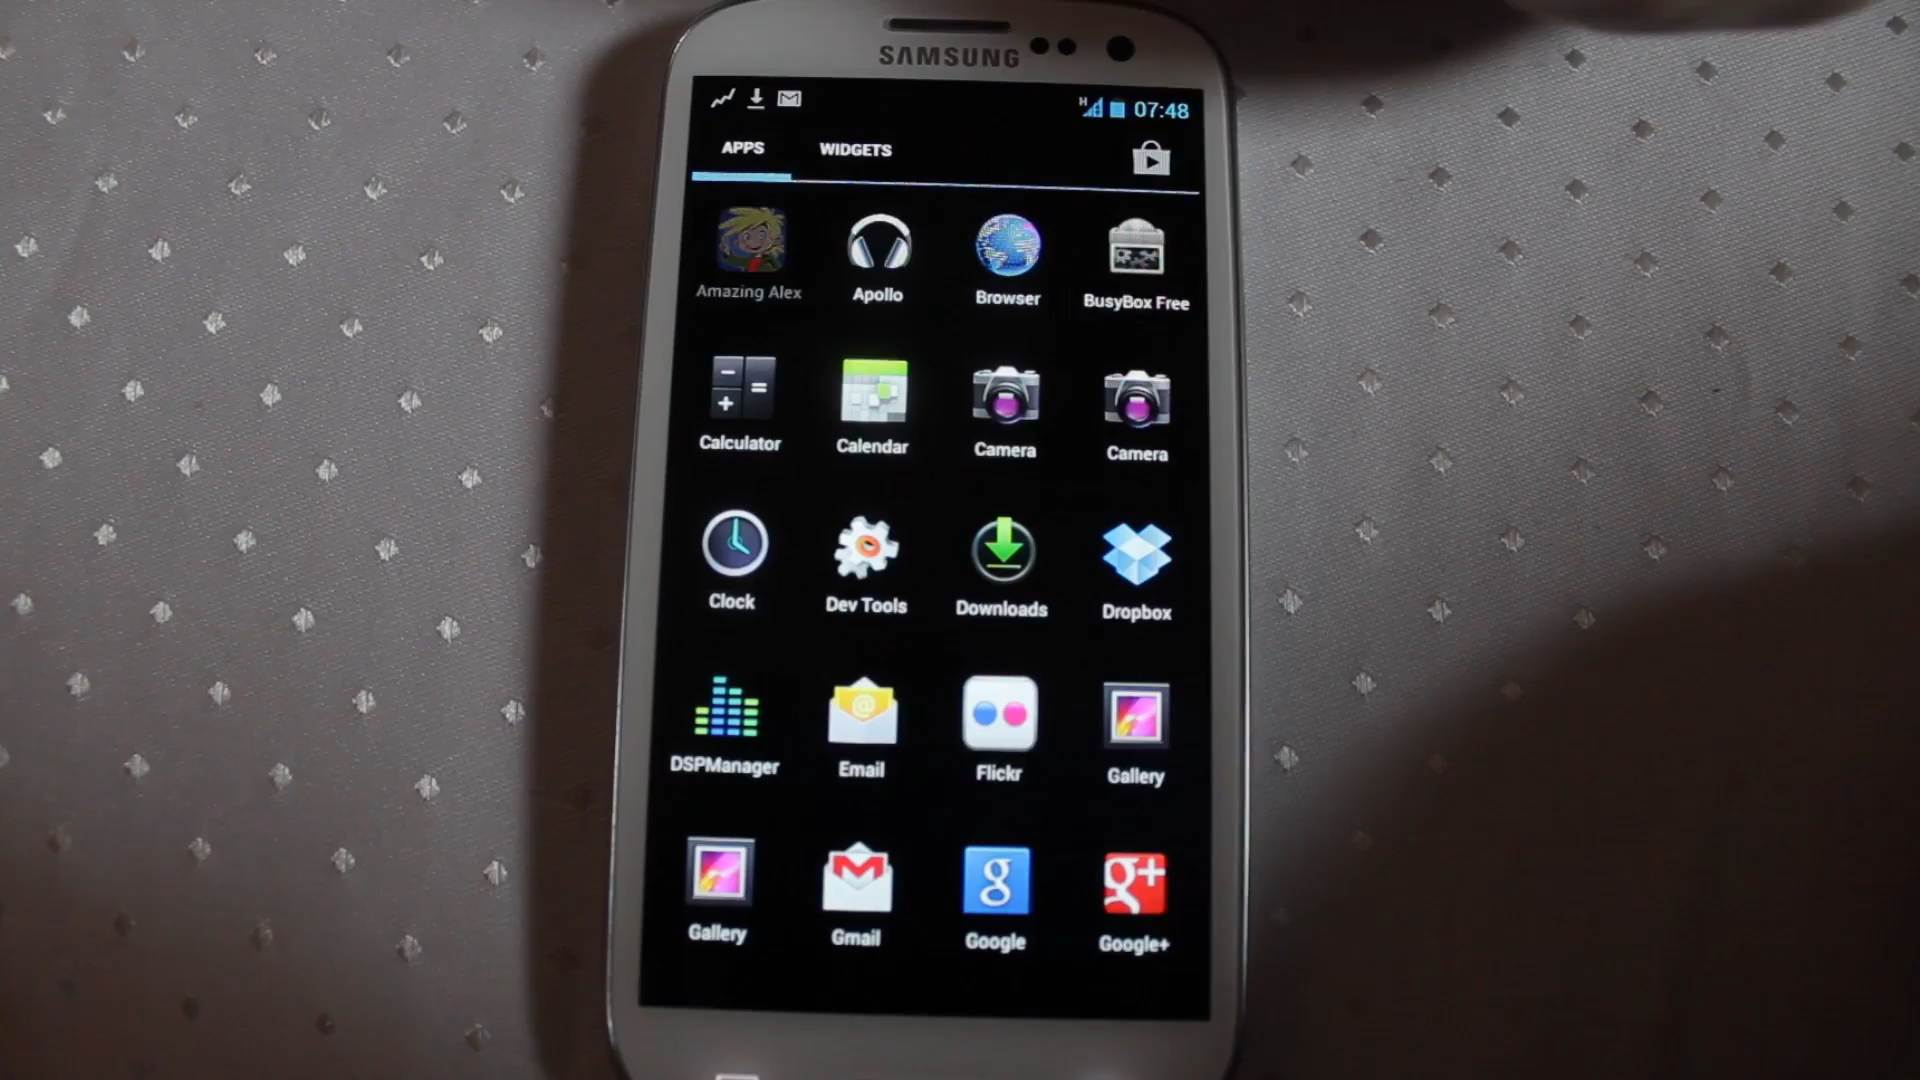 SAMSUNG
H 07:48
APPS WIDGETS
Amazing Alex Apollo Browser BusyBox Free
Calculator Calendar Camera Camera
Clock Dev Tools Downloads Dropbox
DSPManager Email Flickr Gallery
Gallery Gmail Google Google+